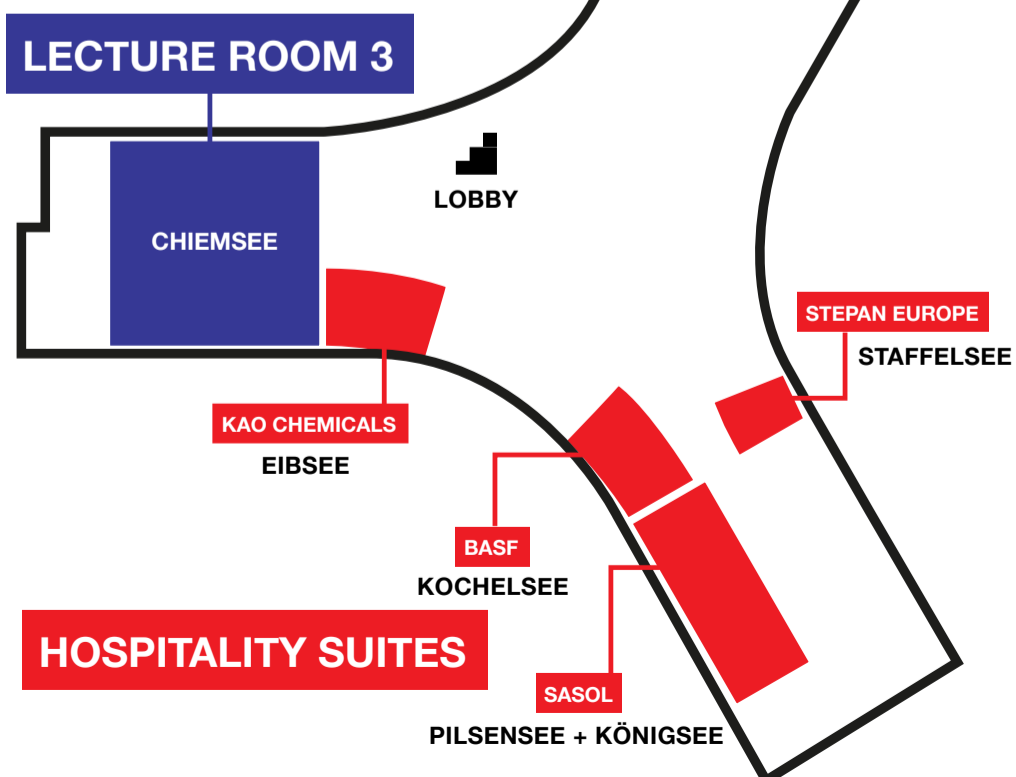 LECTURE ROOM 3
LOBBY
CHIEMSEE
STEPAN EUROPE
STAFFELSEE
KAO CHEMICALS
EIBSEE
BASF
KOCHELSEE
HOSPITALITY SUITES
SASOL
PILSENSEE + KÖNIGSEE